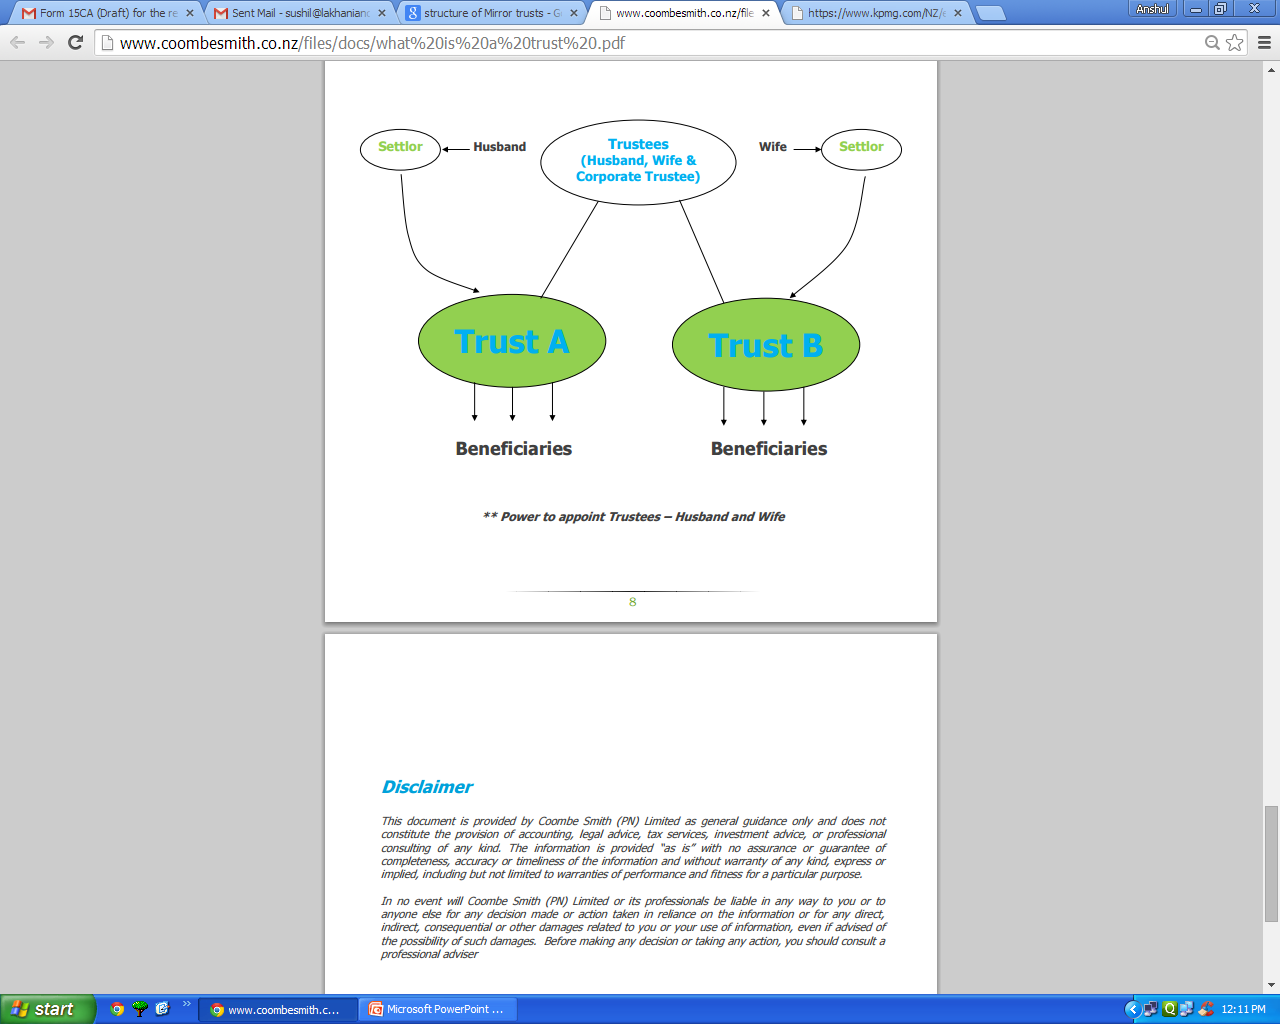 Form 15CA (Draft) for the re
Sent Mail - sushil@lakhanian
structure of Mirror trusts - G
www.coombesmith.co.nz/file
https://www.kpmg.com/NZ/
Anshul
www.coombesmith.co.nz/files/docs/what%20is%20a%20trust%20.pdf
Settlor
Husband
Trustees
(Husband, Wife &
Corporate Trustee)
Wife
Settlor
Trust A
Trust B
Beneficiaries
Beneficiaries
** Power to appoint Trustees – Husband and Wife
8
Disclaimer
This document is provided by Coombe Smith (PN) Limited as general guidance only and does not
constitute the provision of accounting, legal advice, tax services, investment advice, or professional
consulting of any kind. The information is provided "as is" with no assurance or guarantee of
completeness, accuracy or timeliness of the information and without warranty of any kind, express or
implied, including but not limited to warranties of performance and fitness for a particular purpose.
In no event will Coombe Smith (PN) Limited or its professionals be liable in any way to you or to
anyone else for any decision made or action taken in reliance on the information or for any direct,
indirect, consequential or other damages related to you or your use of information, even if advised of
the possibility of such damages. Before making any decision or taking any action, you should consult a
professional adviser
start
www.coombesmith.c...
Microsoft PowerPoint ...
12:11 PM